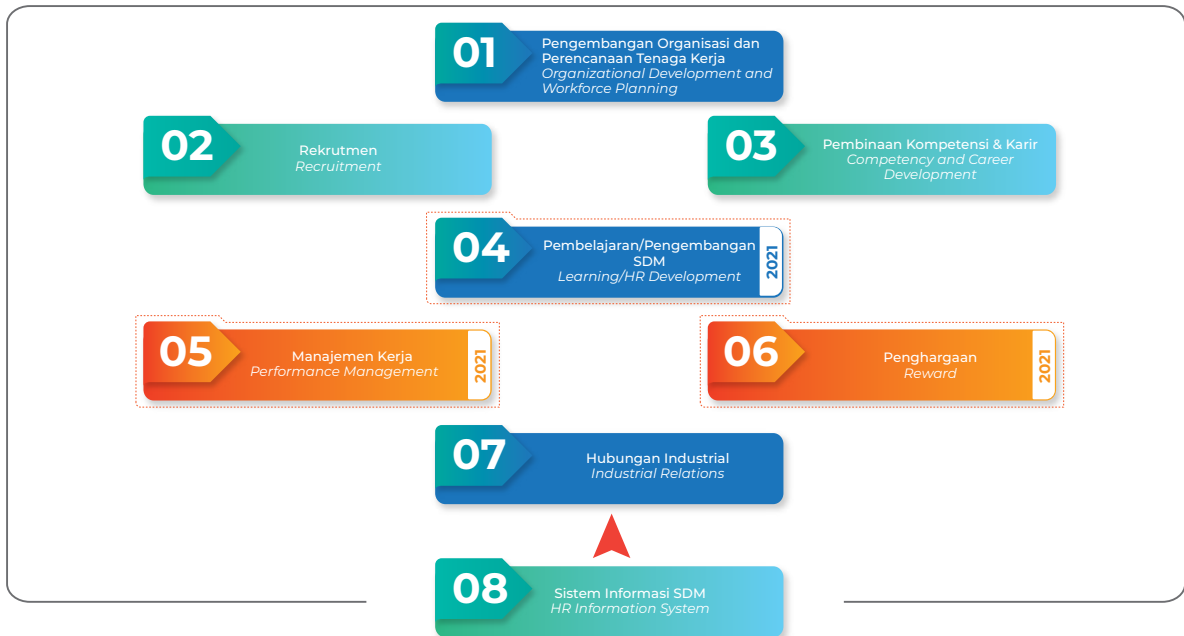 01
Pengembangan Organisasi dan
Perencanaan Tenaga Kerja
Organizational Development and
Workforce Planning
02
Rekrutmen
Recruitment
03
Pembinaan Kompetensi & Karir
Competency and Career
Development
04
Pembelajaran/Pengembangan
SDM
Learning/HR Development
2021
05
Manajemen Kerja
Performance Management
2021
06
Penghargaan
Reward
2021
07
Hubungan Industrial
Industrial Relations
08
Sistem Informasi SDM
HR Information System